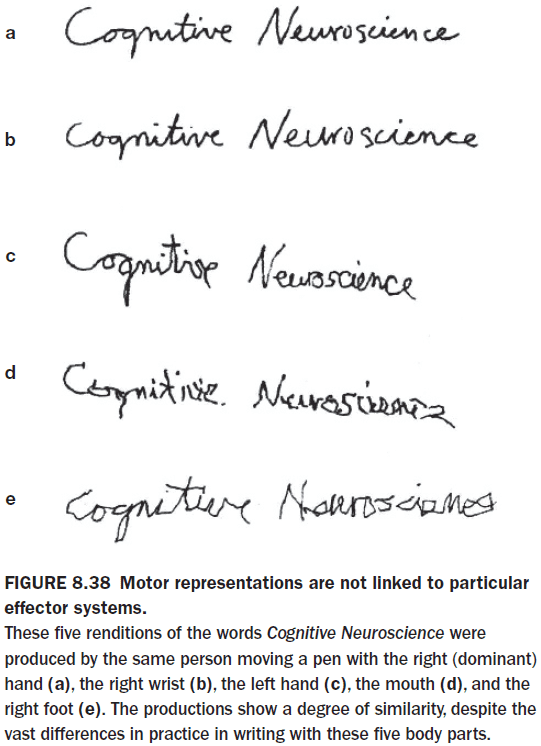 a Cognitive Neuroscience
b Cognitive Neuroscience
c Cognitive Neuroscience
d Cognitive Neuroscience
e Cognitive Neuroscience
FIGURE 8.38 Motor representations are not linked to particular
effector systems.
These five renditions of the words Cognitive Neuroscience were
produced by the same person moving a pen with the right (dominant)
hand (a), the right wrist (b), the left hand (c), the mouth (d), and the
right foot (e). The productions show a degree of similarity, despite the
vast differences in practice in writing with these five body parts.